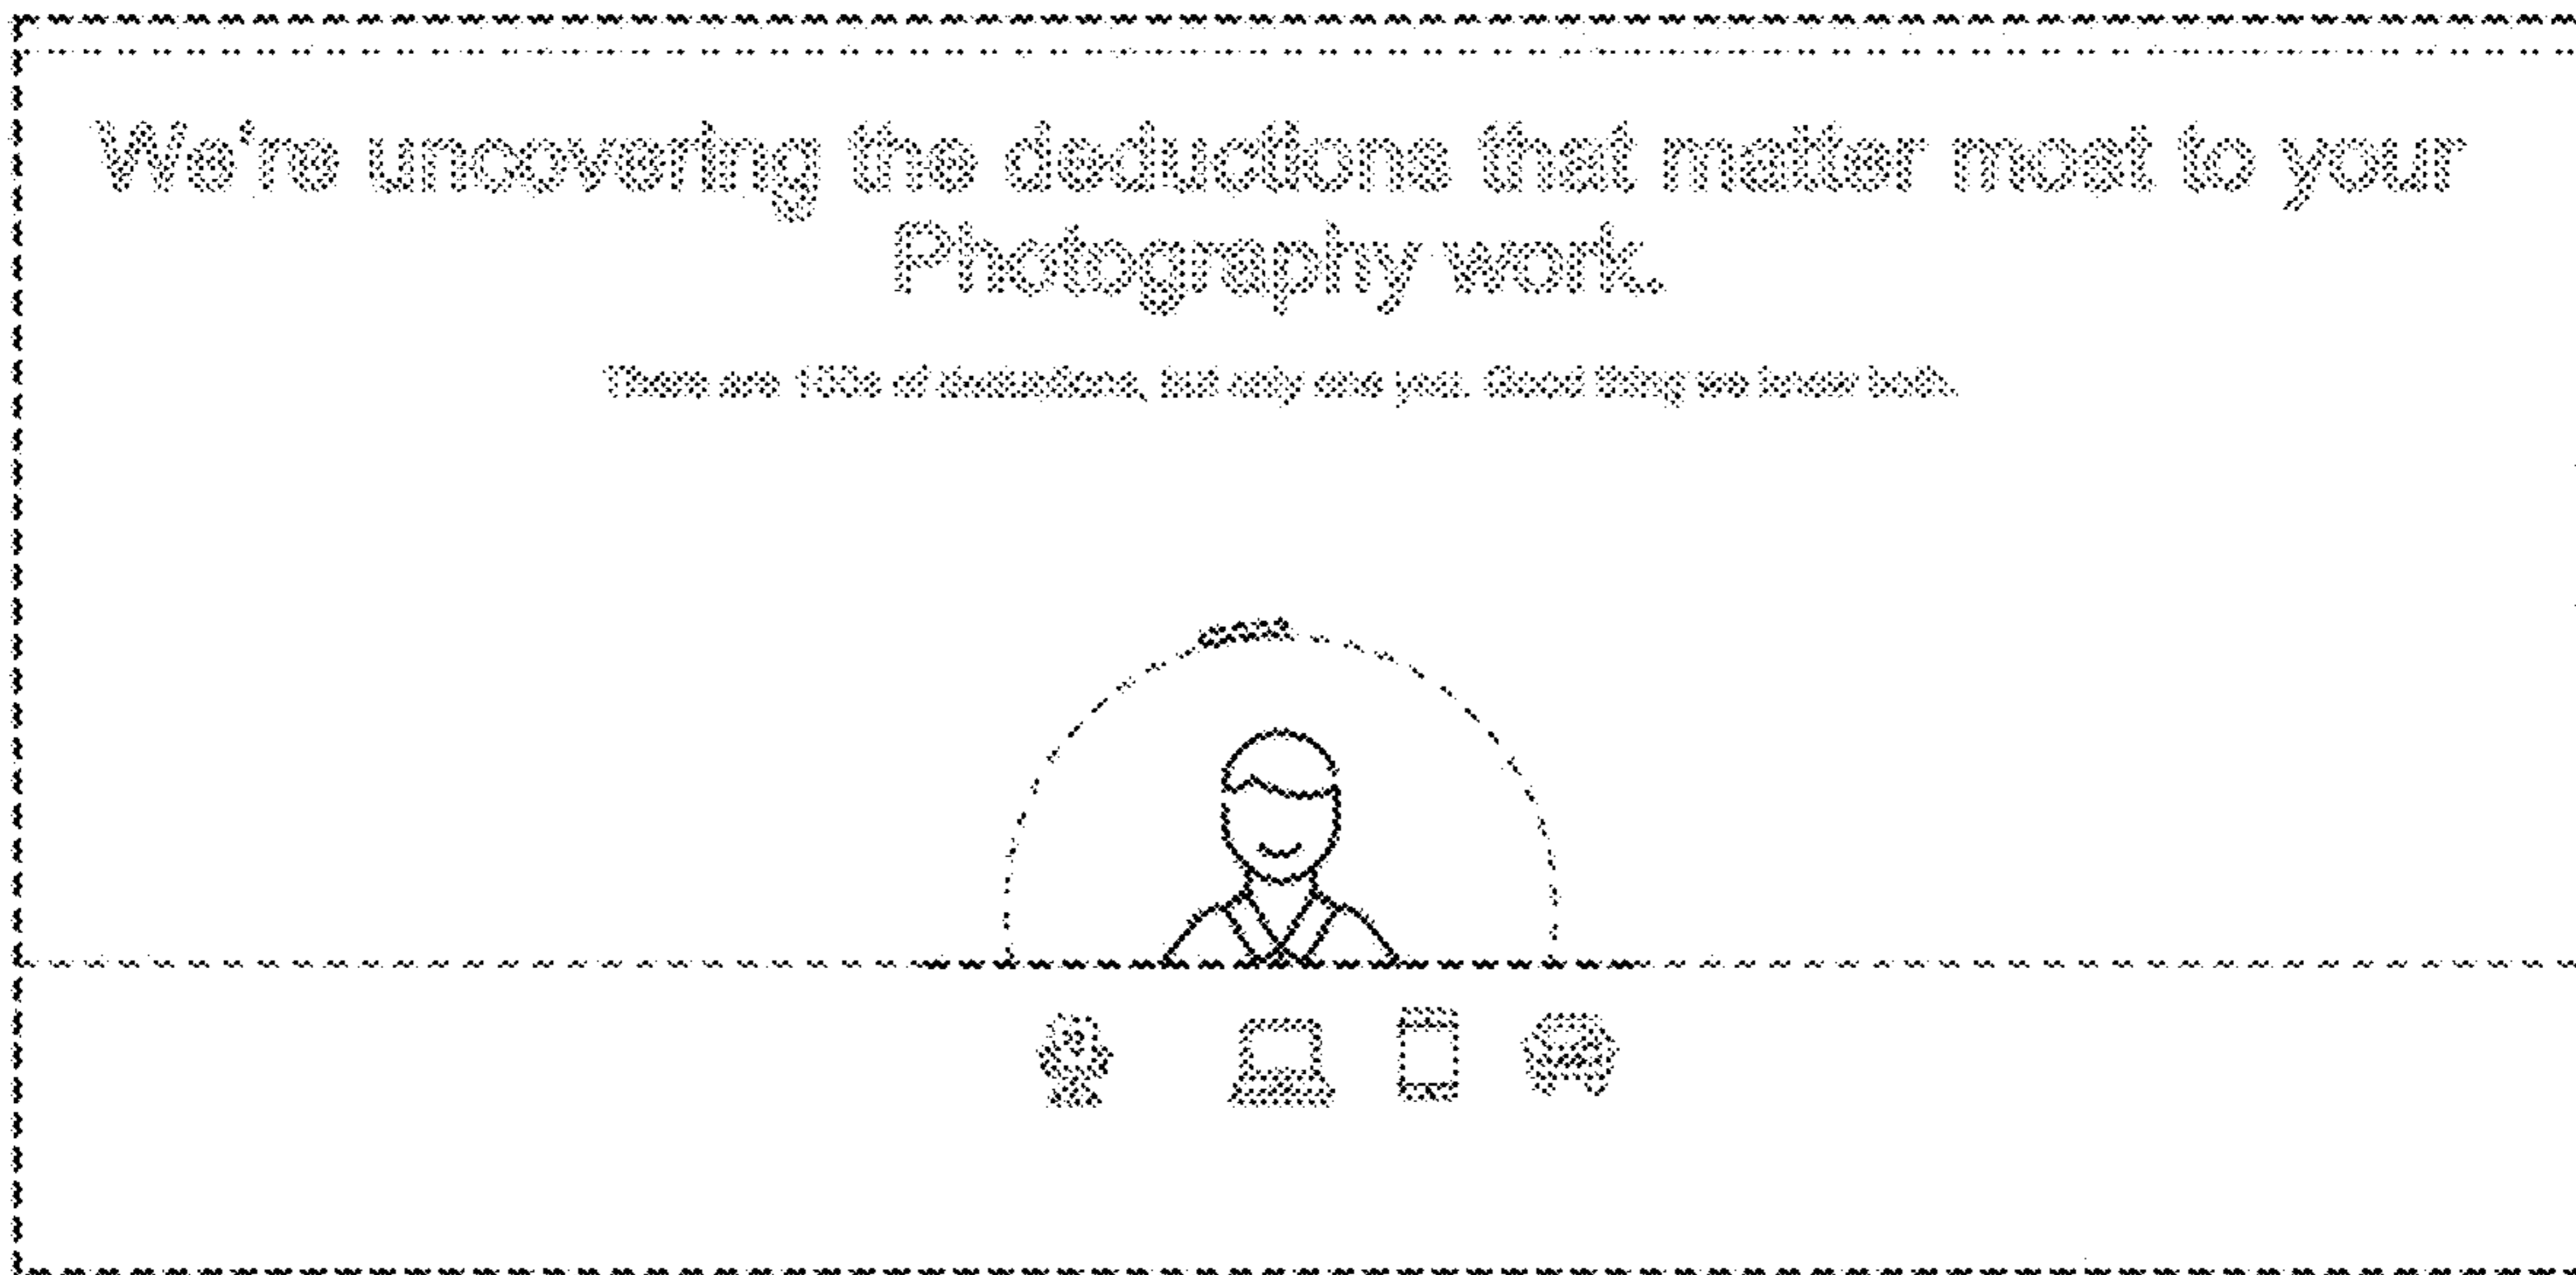 We're uncovering the deductions that matter most to your
Photography work.
There are 100s of deductions, but only one you. Good thing we know both.